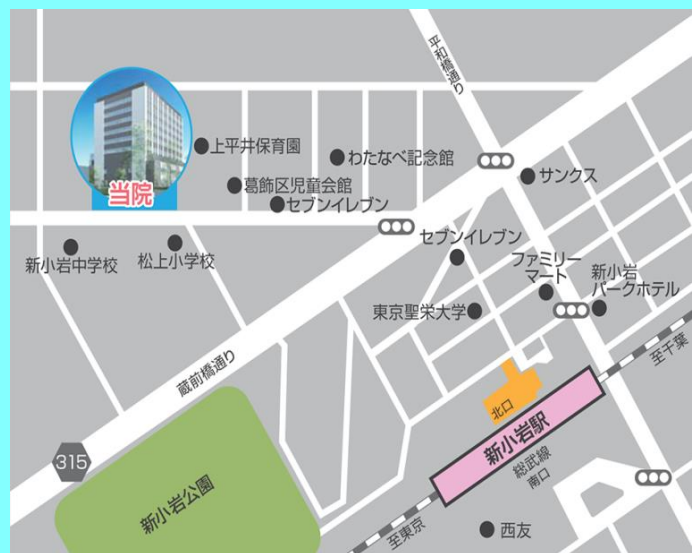 平和橋通り
上平井保育園
わたなべ記念館
サンクス
葛飾区児童会館
当院
セブンイレブン
セブンイレブン
新小岩中学校
松上小学校
ファミリー
マート
新小岩
パークホテル
東京聖栄大学
至千葉
蔵前橋通り
北口
新小岩駅
総武線
南口
315
新小岩公園
至東京
西友